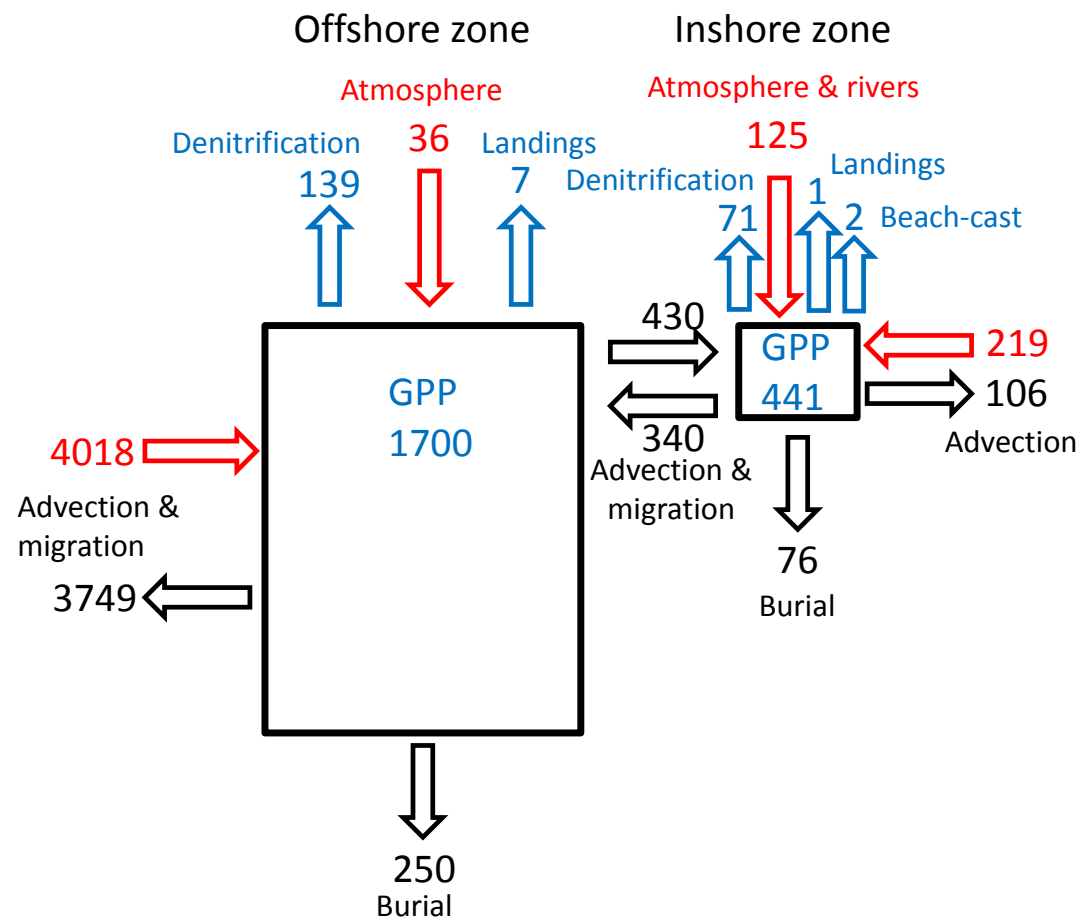 Offshore zone
Inshore zone
Atmosphere
36
Denitrification
139
Landings
7
Atmosphere & rivers
125
Denitrification
71
Landings
1
2
Beach-cast
GPP
1700
430
340
Advection &
migration
GPP
441
219
106
Advection
4018
Advection &
migration
3749
76
Burial
250
Burial